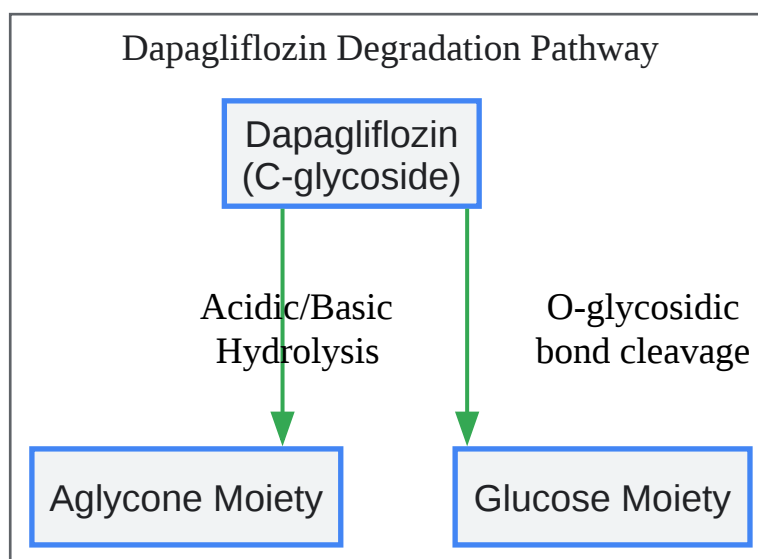 Dapagliflozin Degradation Pathway
Dapagliflozin
(C-glycoside)
Acidic/Basic
Hydrolysis
O-glycosidic
bond cleavage
Aglycone Moiety
Glucose Moiety